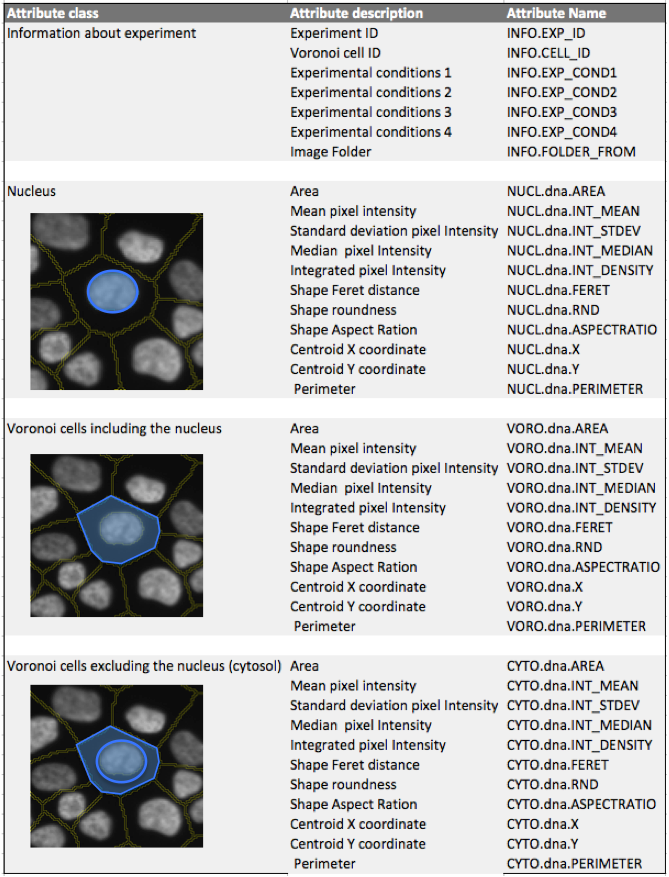 Attribute class Attribute description Attribute Name
Information about experiment Experiment ID INFO.EXP_ID
Voronoi cell ID INFO.CELL_ID
Experimental conditions 1 INFO.EXP_COND1
Experimental conditions 2 INFO.EXP_COND2
Experimental conditions 3 INFO.EXP_COND3
Experimental conditions 4 INFO.EXP_COND4
Image Folder INFO.FOLDER_FROM
Nucleus Area NUCL.dna.AREA
Mean pixel intensity NUCL.dna.INT_MEAN
Standard deviation pixel Intensity NUCL.dna.INT_STDEV
Median pixel Intensity NUCL.dna.INT_MEDIAN
Integrated pixel Intensity NUCL.dna.INT_DENSITY
Shape Feret distance NUCL.dna.FERET
Shape roundness NUCL.dna.RND
Shape Aspect Ration NUCL.dna.ASPECTRATIO
Centroid X coordinate NUCL.dna.X
Centroid Y coordinate NUCL.dna.Y
Perimeter NUCL.dna.PERIMETER
Voronoi cells including the nucleus Area VORO.dna.AREA
Mean pixel intensity VORO.dna.INT_MEAN
Standard deviation pixel Intensity VORO.dna.INT_STDEV
Median pixel Intensity VORO.dna.INT_MEDIAN
Integrated pixel Intensity VORO.dna.INT_DENSITY
Shape Feret distance VORO.dna.FERET
Shape roundness VORO.dna.RND
Shape Aspect Ration VORO.dna.ASPECTRATIO
Centroid X coordinate VORO.dna.X
Centroid Y coordinate VORO.dna.Y
Perimeter VORO.dna.PERIMETER
Voronoi cells excluding the nucleus (cytosol) Area CYTO.dna.AREA
Mean pixel intensity CYTO.dna.INT_MEAN
Standard deviation pixel Intensity CYTO.dna.INT_STDEV
Median pixel Intensity CYTO.dna.INT_MEDIAN
Integrated pixel Intensity CYTO.dna.INT_DENSITY
Shape Feret distance CYTO.dna.FERET
Shape roundness CYTO.dna.RND
Shape Aspect Ration CYTO.dna.ASPECTRATIO
Centroid X coordinate CYTO.dna.X
Centroid Y coordinate CYTO.dna.Y
Perimeter CYTO.dna.PERIMETER